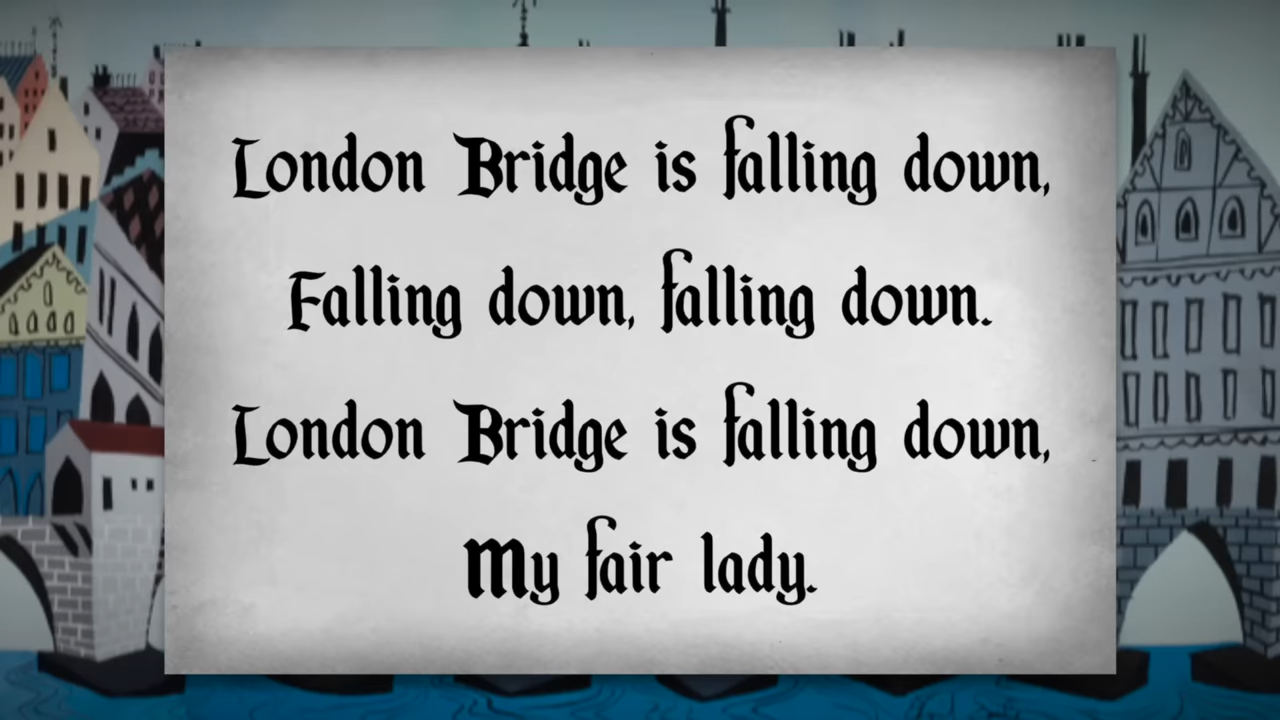 London Bridge is falling down,
Falling down, falling down.
London Bridge is falling down,
My fair lady.